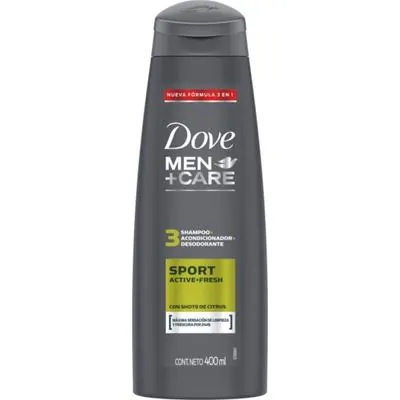 NUEVA FÓRMULA 3 EN 1
Dove
MEN
+CARE
3
SHAMPOO+
ACONDICIONADOR+
DESODORANTE
SPORT
ACTIVE+FRESH
CON SHOTS DE CITRUS
MÁXIMA SENSACIÓN DE LIMPIEZA
Y FRESCURA POR 24HS
CONT. NETO 400 ml